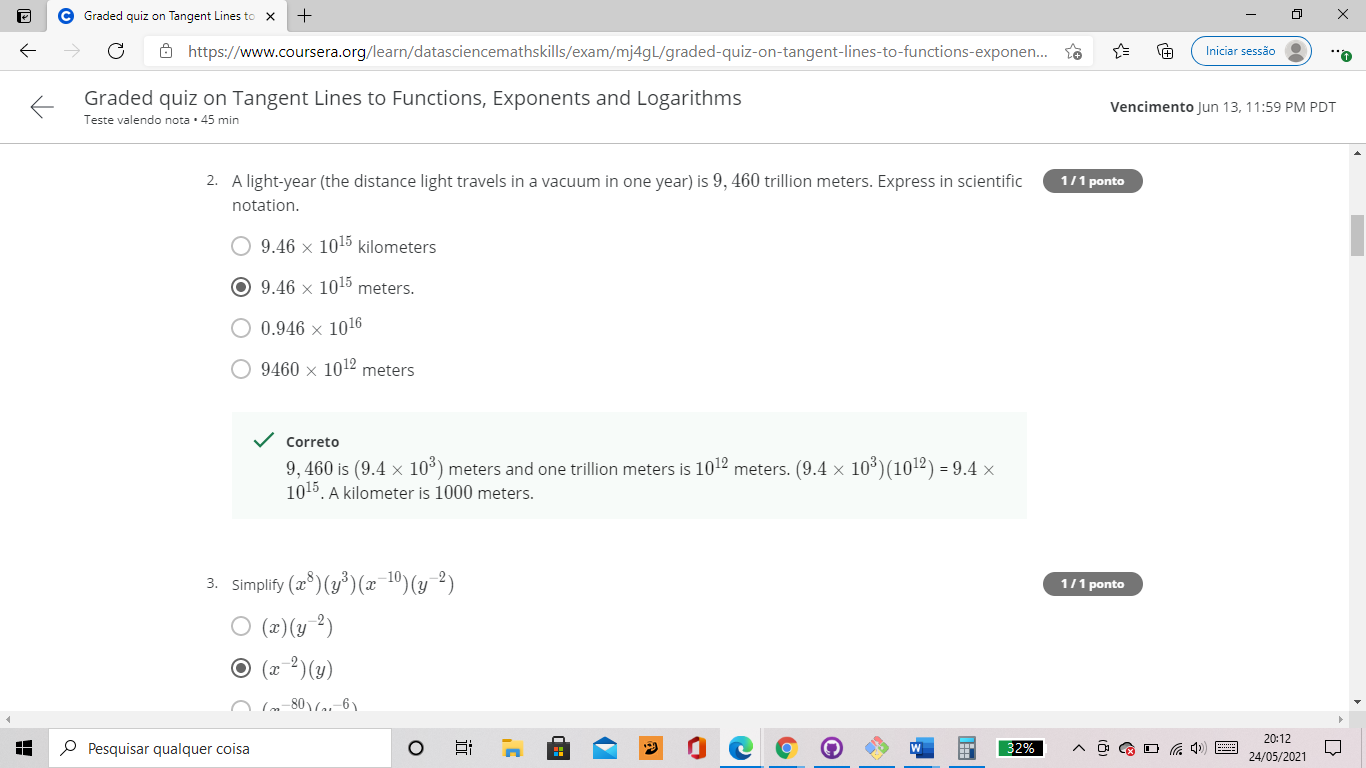 Graded quiz on Tangent Lines to
https://www.coursera.org/learn/datasciencemathskills/exam/mj4gL/graded-quiz-on-tangent-lines-to-functions-exponen...
Iniciar sessão
Graded quiz on Tangent Lines to Functions, Exponents and Logarithms
Teste valendo nota • 45 min
Vencimento Jun 13, 11:59 PM PDT
2. A light-year (the distance light travels in a vacuum in one year) is 9,460 trillion meters. Express in scientific
notation.
1 / 1 ponto
9.46 × 10^15 kilometers
9.46 × 10^15 meters.
0.946 × 10^16
9460 × 10^12 meters
Correto
9,460 is (9.4 × 10^3) meters and one trillion meters is 10^12 meters. (9.4 × 10^3)(10^12) = 9.4 ×
10^15. A kilometer is 1000 meters.
3. Simplify (x^8)(y^3)(x^−10)(y^−2)
1 / 1 ponto
(x)(y^−2)
(x^−2)(y)
(x^−80)(y^−6)
Pesquisar qualquer coisa
32%
20:12
24/05/2021